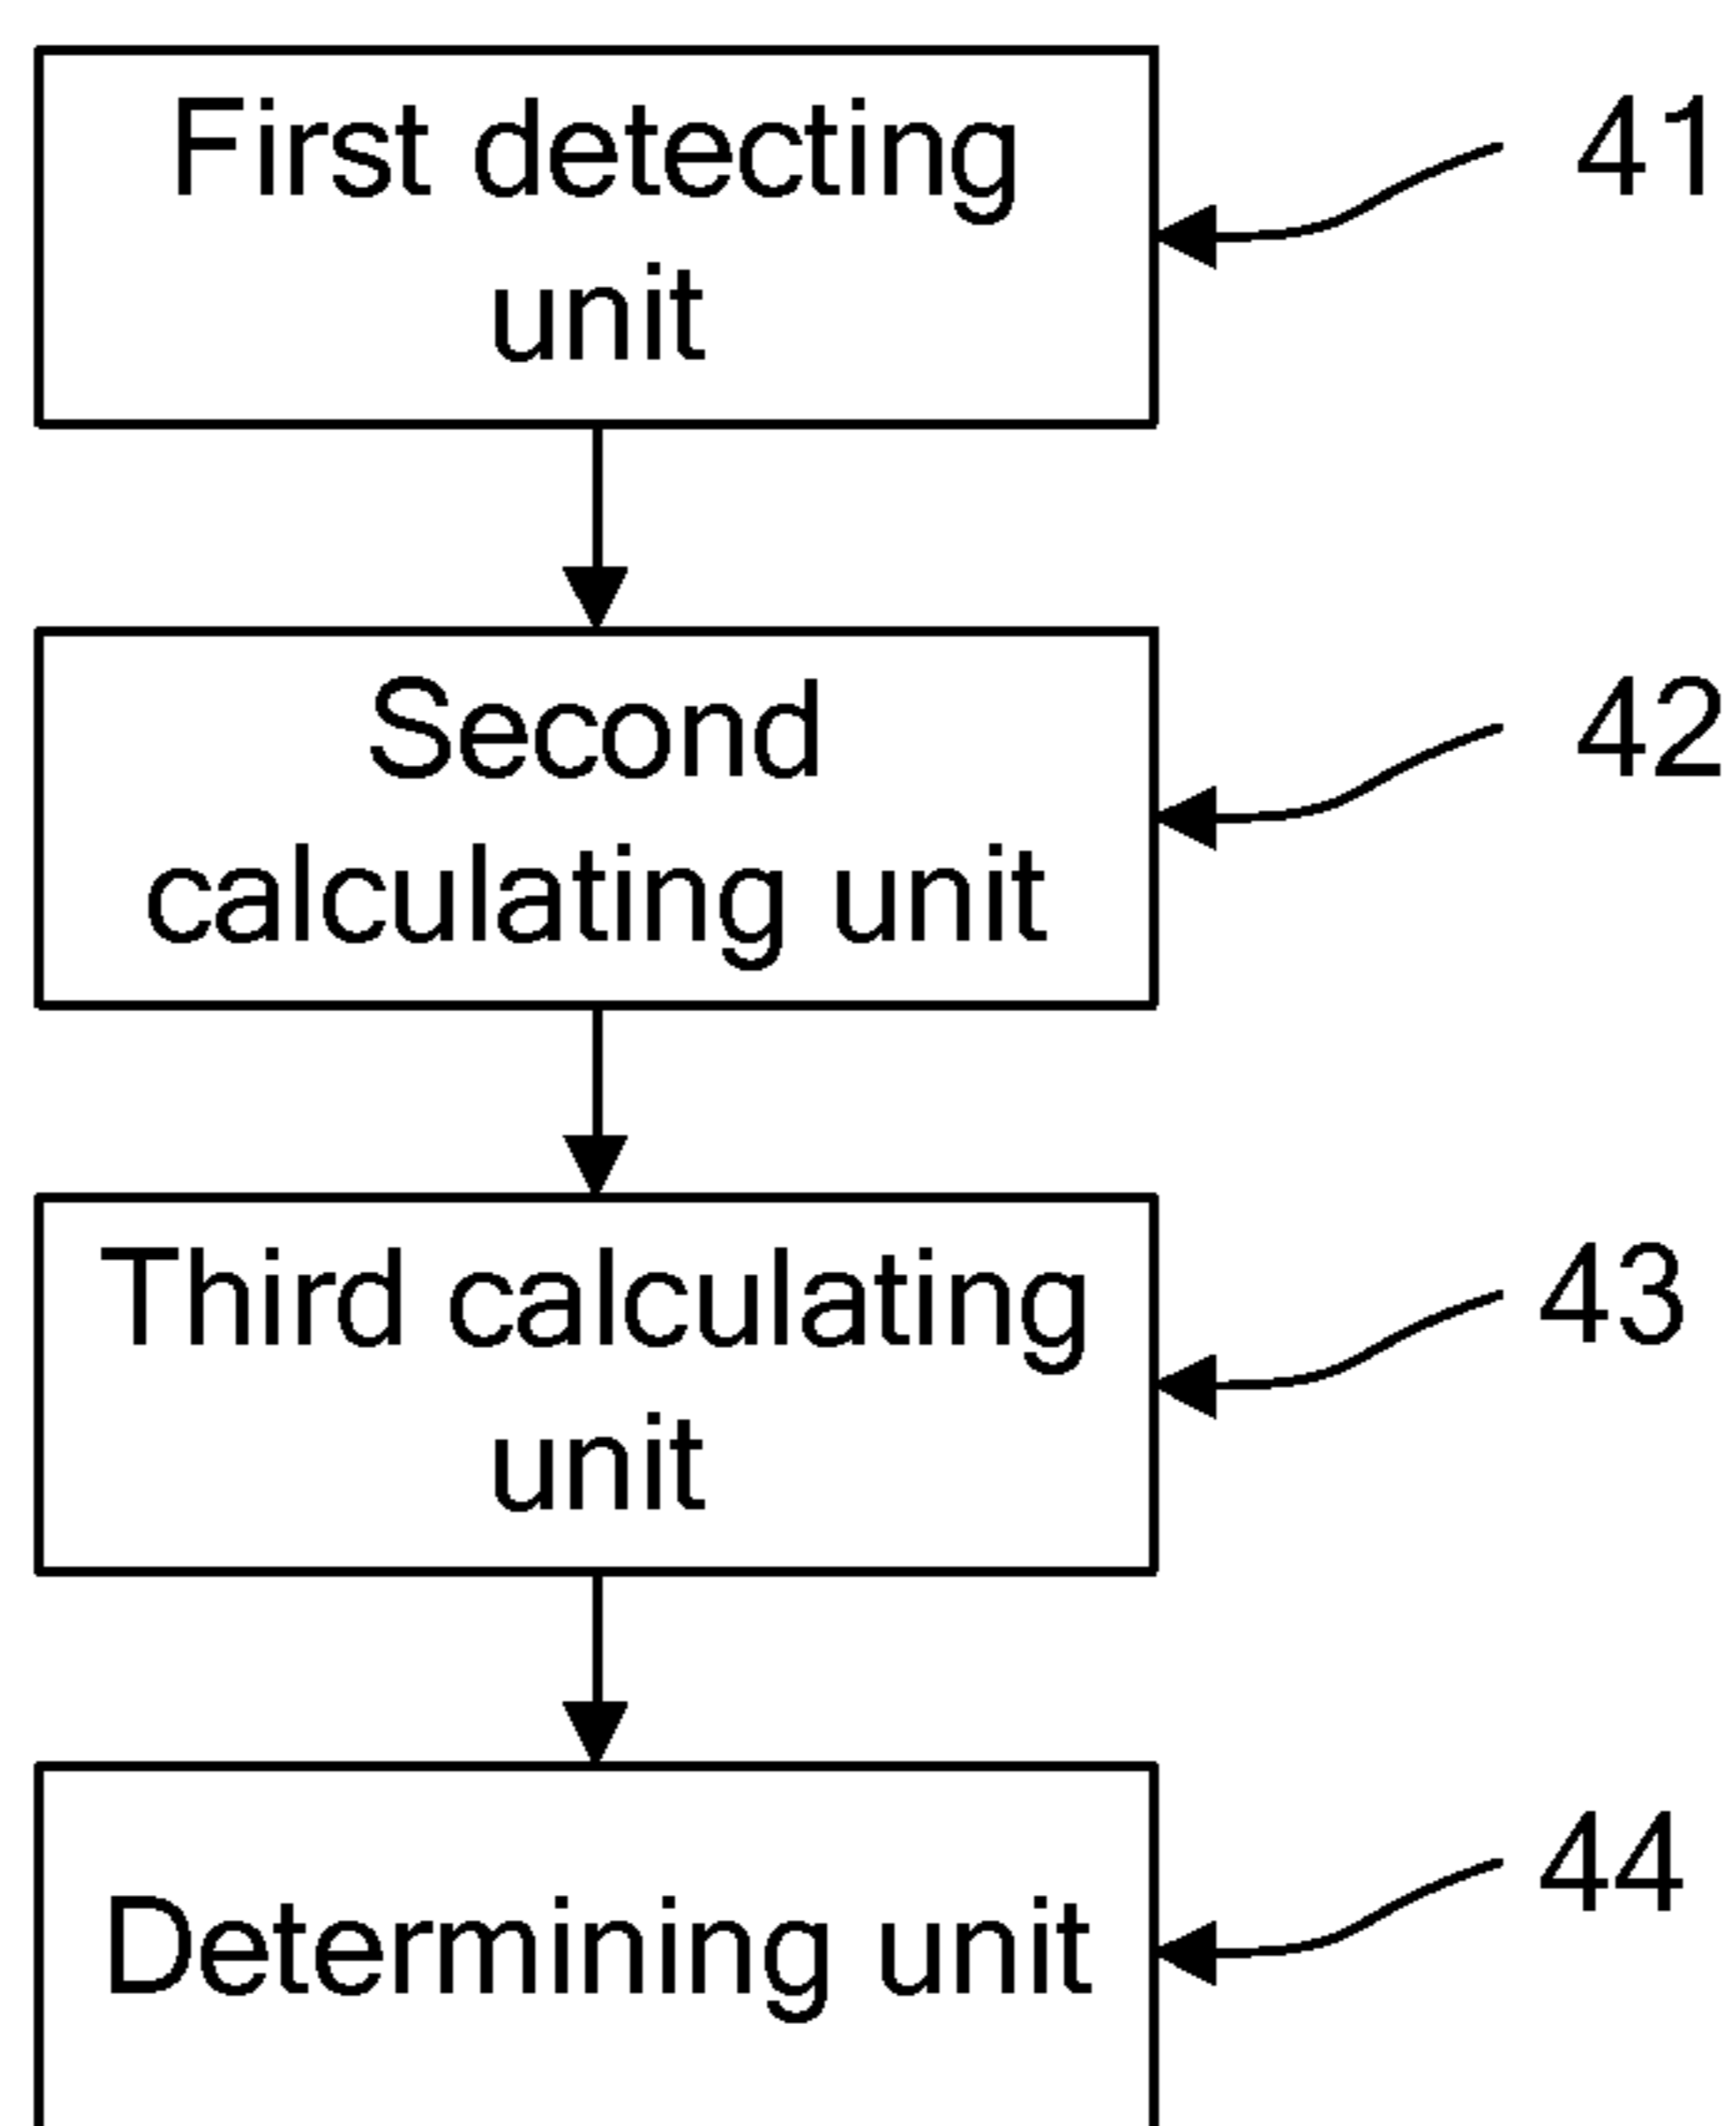 First detecting
unit
41
Second
calculating unit
42
Third calculating
unit
43
Determining unit
44